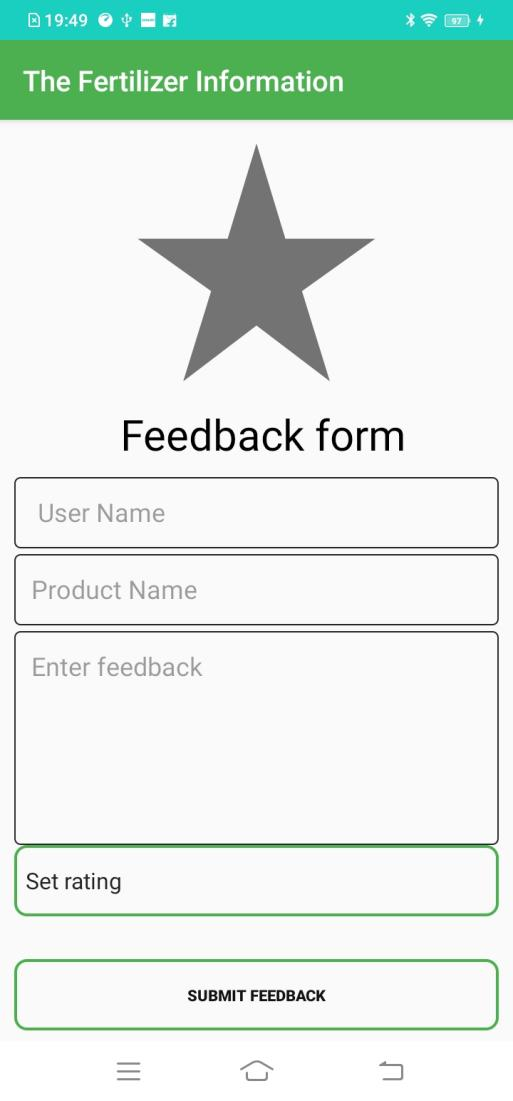 19:49
97
The Fertilizer Information
Feedback form
User Name
Product Name
Enter feedback
Set rating
SUBMIT FEEDBACK